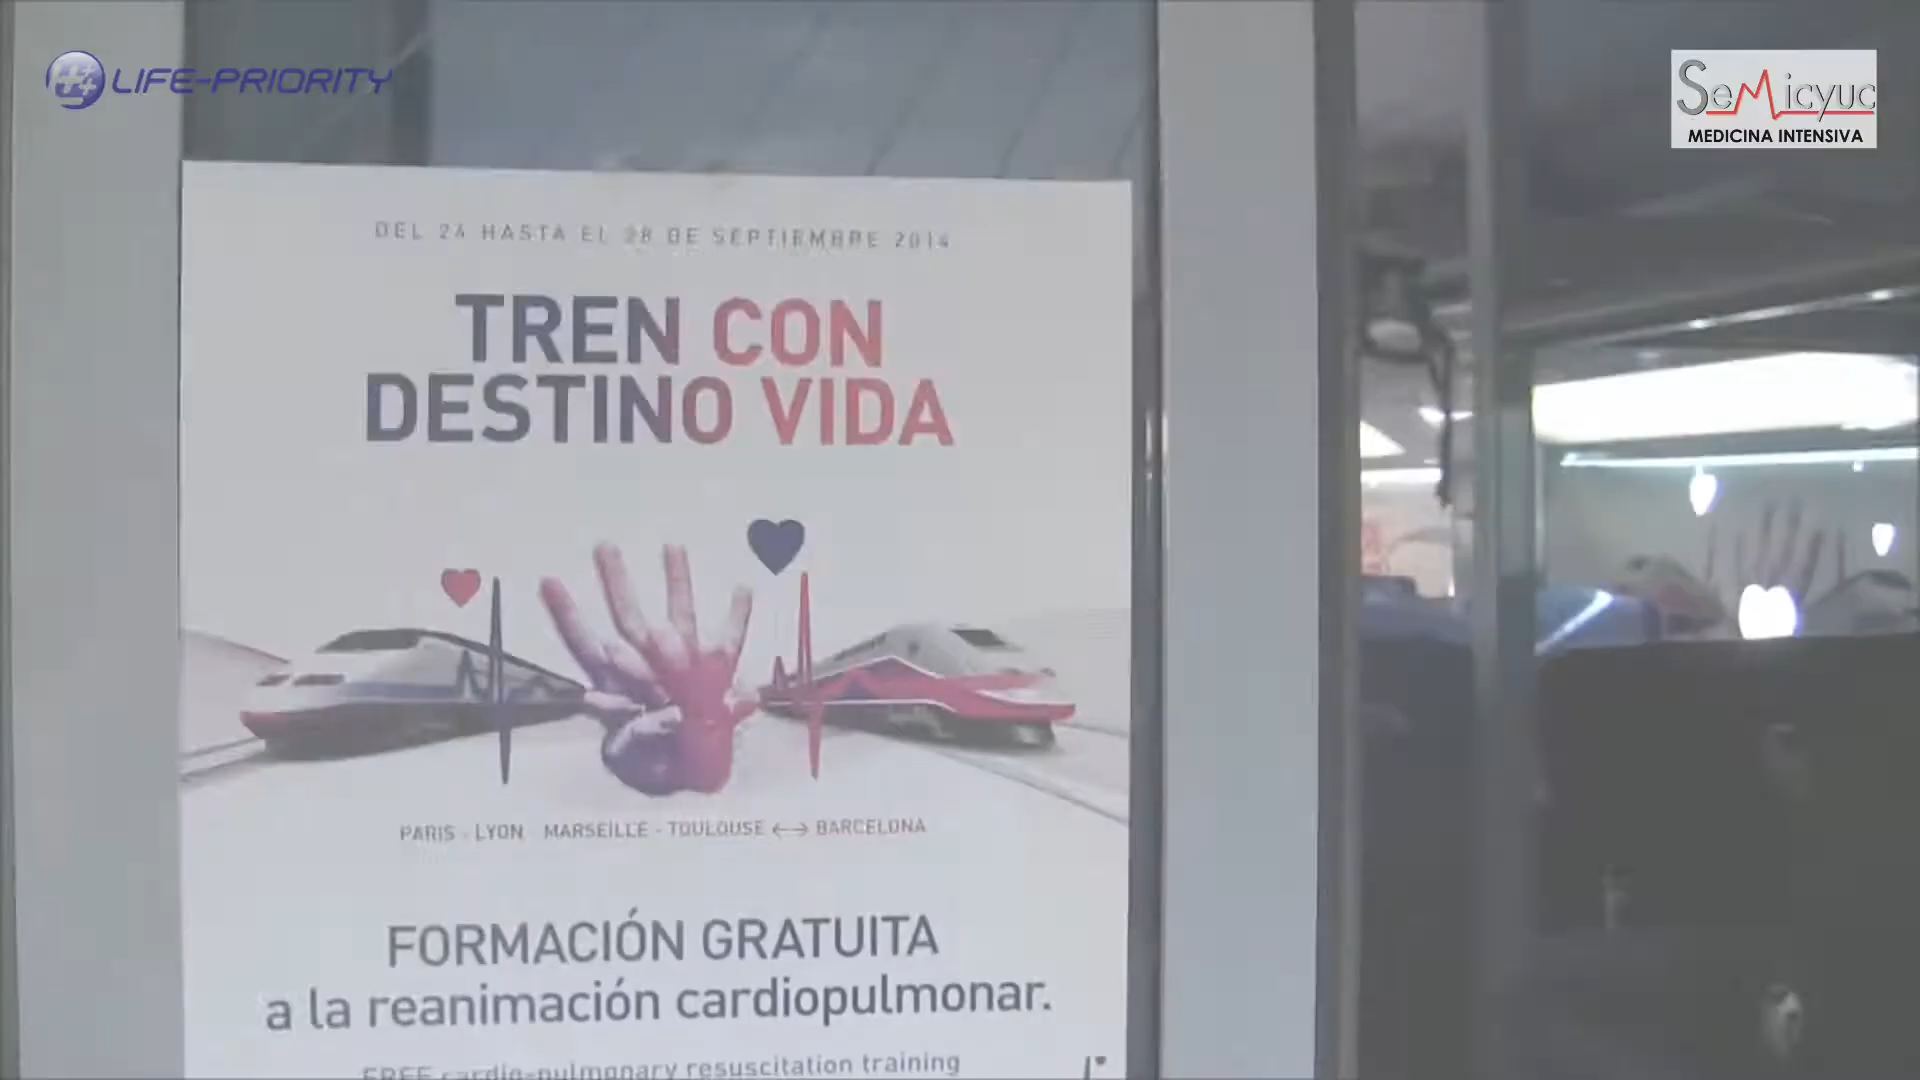 LIFE-PRIORITY
SEMicyuc
MEDICINA INTENSIVA
DEL 24 HASTA EL 28 DE SEPTIEMBRE 2014
TREN CON
DESTINO VIDA
PARIS - LYON - MARSEILLE - TOULOUSE <--> BARCELONA
FORMACIÓN GRATUITA
a la reanimación cardiopulmonar.
FREE cardio-pulmonary resuscitation training